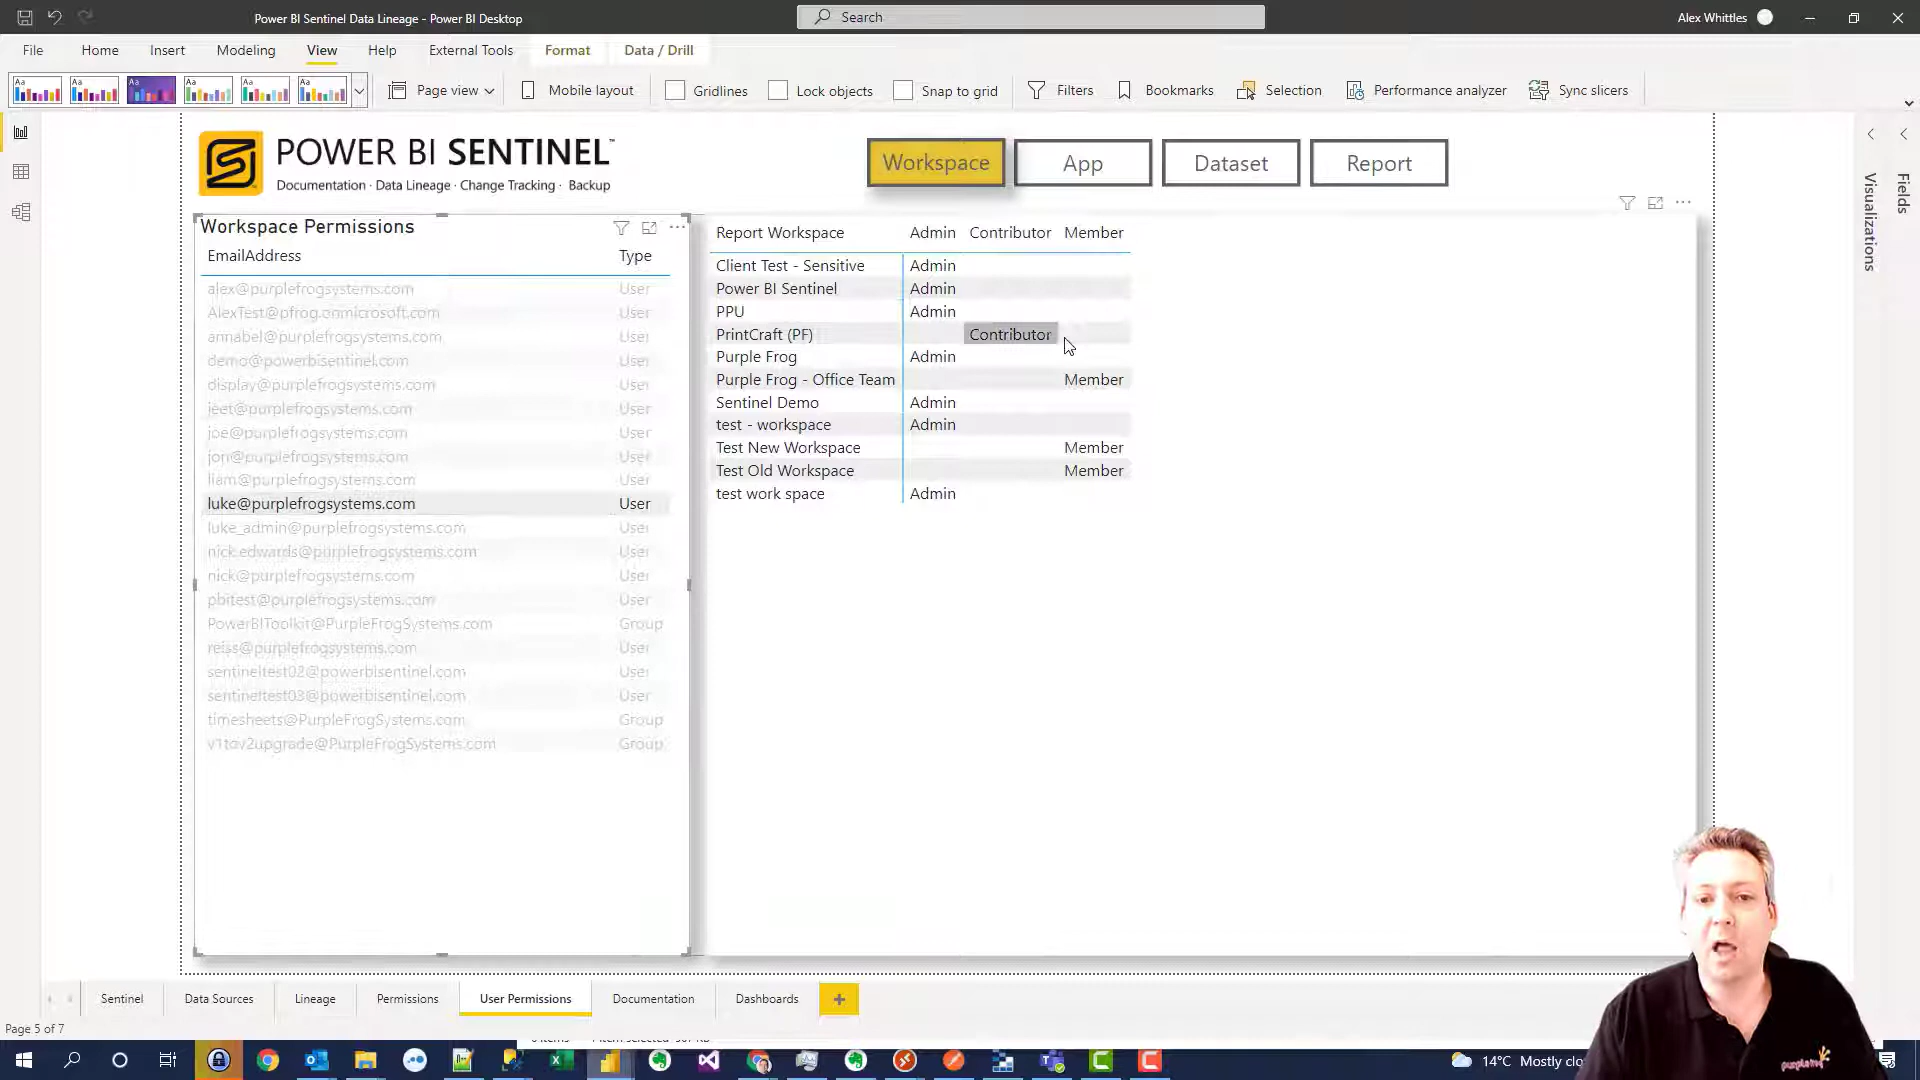 Power BI Sentinel Data Lineage - Power BI Desktop
Search
Alex Whittles
File Home Insert Modeling View Help External Tools Format Data / Drill
Page view Mobile layout Gridlines Lock objects Snap to grid Filters Bookmarks Selection Performance analyzer Sync slicers
POWER BI SENTINEL™
Documentation · Data Lineage · Change Tracking · Backup
Workspace App Dataset Report
Visualizations
Fields
Workspace Permissions
EmailAddress Type
alex@purplefrogsystems.com User
AlexTest@pfrog.onmicrosoft.com User
annabel@purplefrogsystems.com User
demo@powerbisentinel.com User
display@purplefrogsystems.com User
jeet@purplefrogsystems.com User
joe@purplefrogsystems.com User
jon@purplefrogsystems.com User
liam@purplefrogsystems.com User
luke@purplefrogsystems.com User
luke_admin@purplefrogsystems.com User
nick.edwards@purplefrogsystems.com User
nick@purplefrogsystems.com User
pbitest@purplefrogsystems.com User
PowerBIToolkit@PurpleFrogSystems.com Group
reiss@purplefrogsystems.com User
sentineltest02@powerbisentinel.com User
sentineltest03@powerbisentinel.com User
timesheets@PurpleFrogSystems.com Group
v1tov2upgrade@PurpleFrogSystems.com Group
Report Workspace Admin Contributor Member
Client Test - Sensitive Admin
Power BI Sentinel Admin
PPU Admin
PrintCraft (PF) Contributor
Purple Frog Admin
Purple Frog - Office Team Member
Sentinel Demo Admin
test - workspace Admin
Test New Workspace Member
Test Old Workspace Member
test work space Admin
Sentinel Data Sources Lineage Permissions User Permissions Documentation Dashboards
Page 5 of 7
14°C Mostly